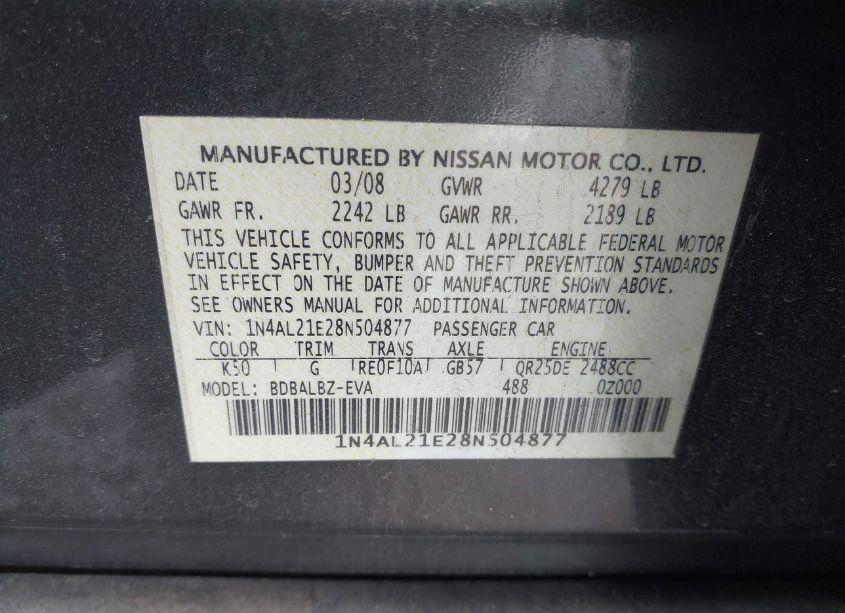 MANUFACTURED BY NISSAN MOTOR CO., LTD.
DATE 03/08 GVWR 4279 LB
GAWR FR. 2242 LB GAWR RR. 2189 LB
THIS VEHICLE CONFORMS TO ALL APPLICABLE FEDERAL MOTOR
VEHICLE SAFETY, BUMPER AND THEFT PREVENTION STANDARDS
IN EFFECT ON THE DATE OF MANUFACTURE SHOWN ABOVE.
SEE OWNERS MANUAL FOR ADDITIONAL INFORMATION.
VIN: 1N4AL21E28N504877 PASSENGER CAR
COLOR TRIM TRANS AXLE ENGINE
K50 G RE0F10A GB57 QR25DE 2488CC
MODEL: BDBALBZ-EVA 488 0Z000
1N4AL21E28N504877